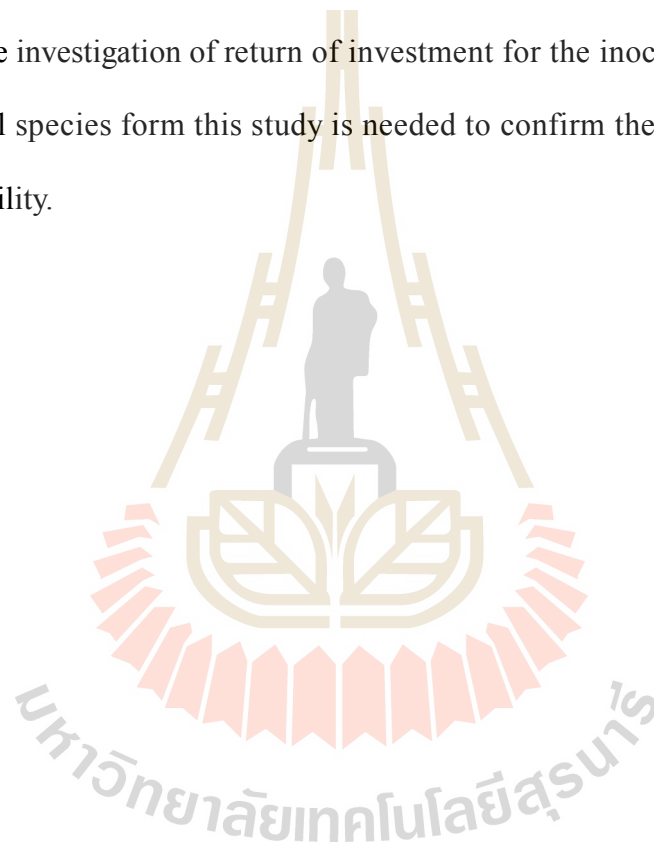 investigation of return of investment for the
species form this study is needed to confirm the
มหาวิทยาลัยเทคโนโลยีสุรนารี